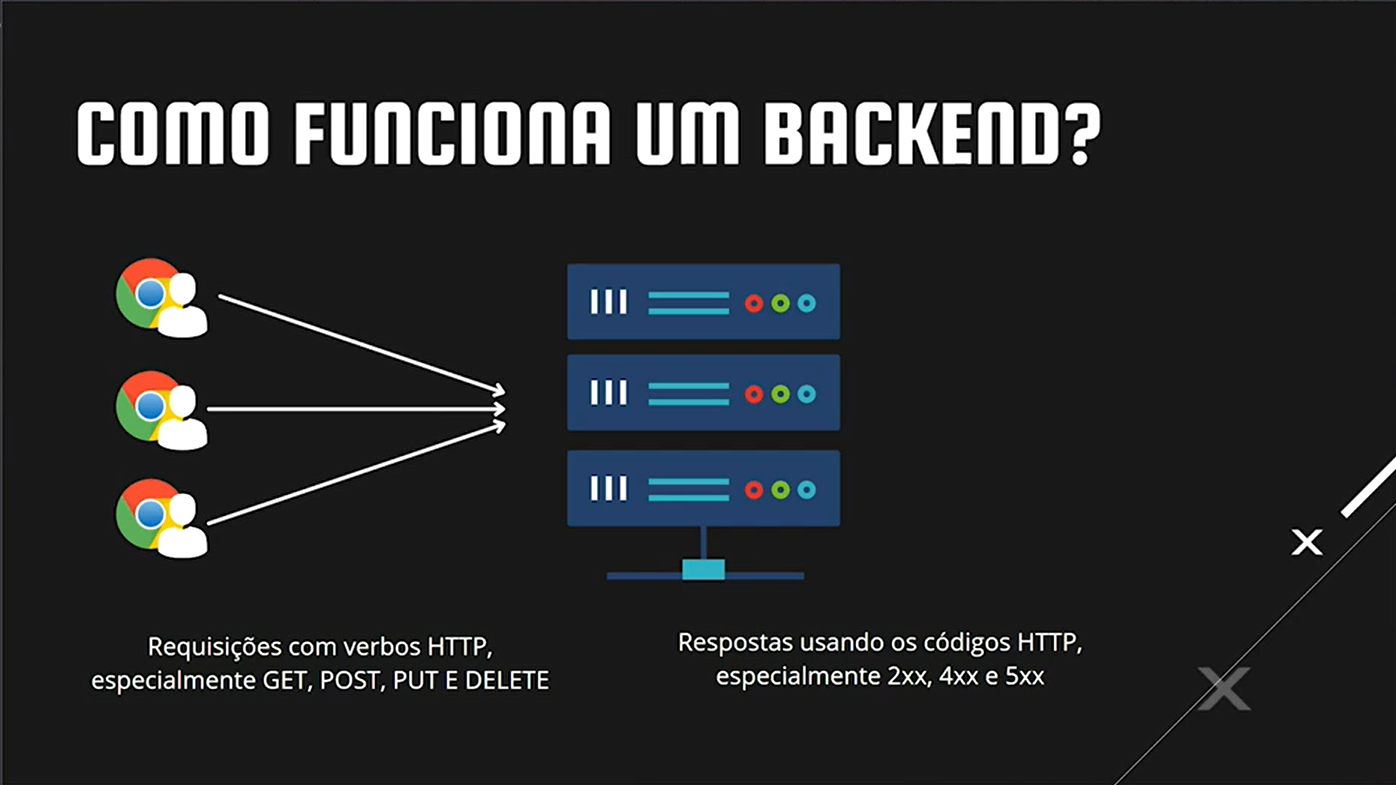 COMO FUNCIONA UM BACKEND?
Requisições com verbos HTTP,
especialmente GET, POST, PUT E DELETE
Respostas usando os códigos HTTP,
especialmente 2xx, 4xx e 5xx